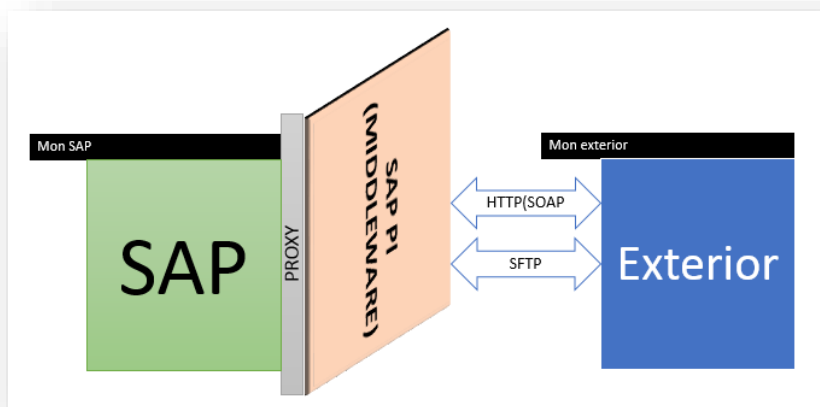 Mon SAP
SAP
PROXY
SAP PI
(MIDDLEWARE)
HTTP(SOAP
SFTP
Mon exterior
Exterior